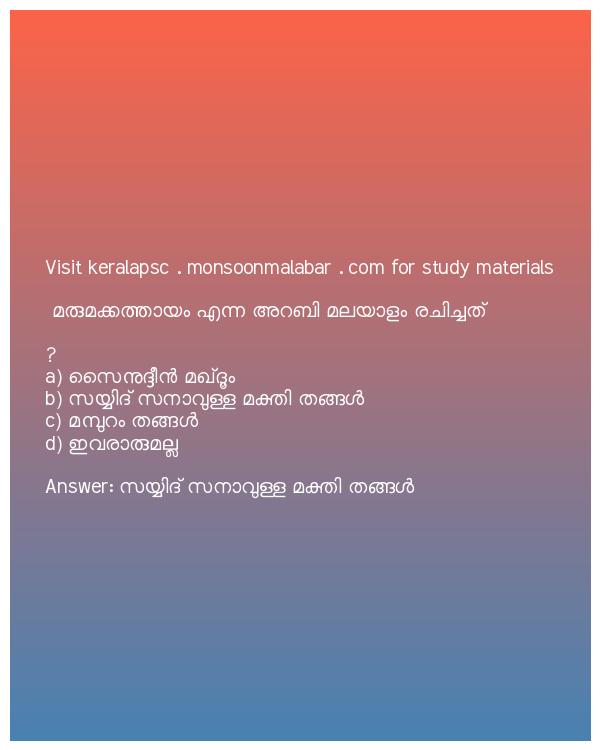 Visit keralapsc . monsoonmalabar . com for study materials
മരുമക്കത്തായം എന്ന അറബി മലയാളം രചിച്ചത്
?
a) സൈനുദ്ദീൻ മഖ്ദൂം
b) സയ്യിദ് സനാവുള്ള മക്തി തങ്ങൾ
c) മമ്പുറം തങ്ങൾ
d) ഇവരാരുമല്ല
Answer: സയ്യിദ് സനാവുള്ള മക്തി തങ്ങൾ